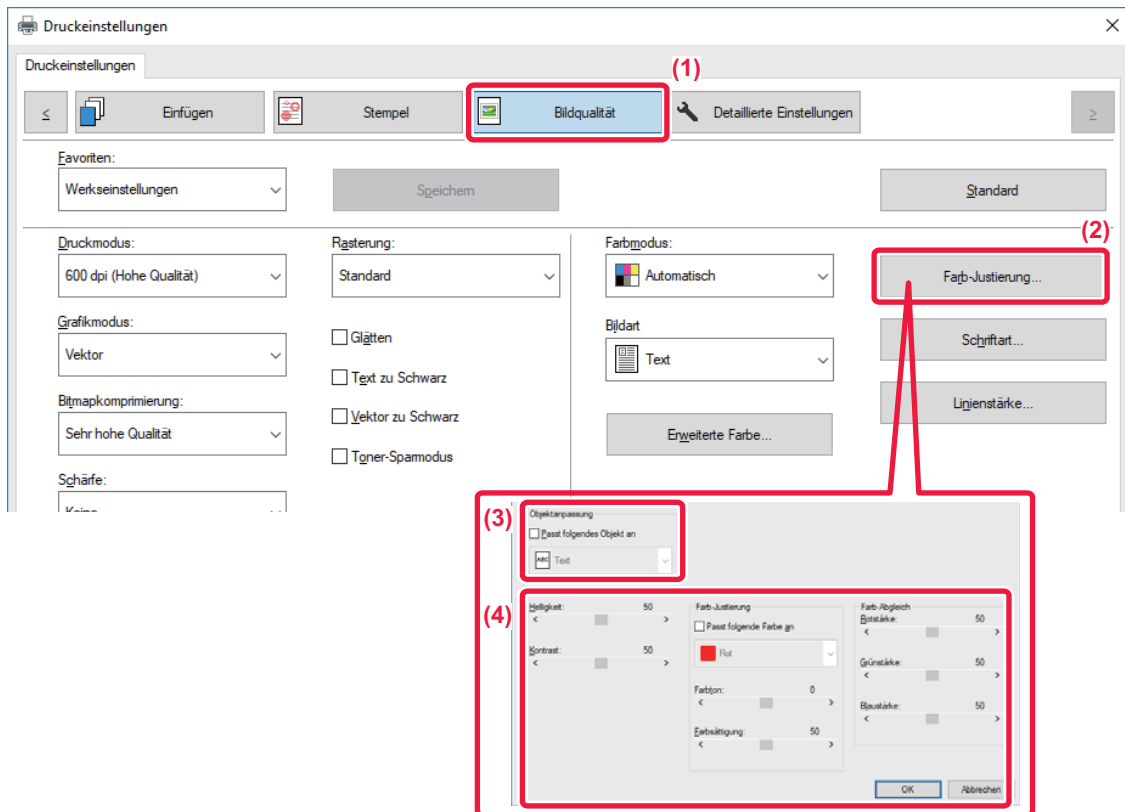 Druckeinstellungen
Druckeinstellungen
(1)
≤ Einfügen Stempel Bildqualität Detaillierte Einstellungen ≥
Favoriten:
Werkseinstellungen Speichern Standard
(2)
Druckmodus: Rasterung: Farbmodus:
600 dpi (Hohe Qualität) Standard Automatisch Farb-Justierung...
Grafikmodus: Glätten Bildart Schriftart...
Vektor Text zu Schwarz Text
Bitmapkomprimierung: Vektor zu Schwarz Linienstärke...
Sehr hohe Qualität Toner-Sparmodus Erweiterte Farbe...
Schärfe:
Keine
(3) Objektanpassung
Passt folgendes Objekt an
ABC Text
(4) Helligkeit: 50 Farb-Justierung Farb-Abgleich
< > Passt folgende Farbe an Rotstärke: 50
< >
Kontrast: 50 Rot Grünstärke: 50
< > < >
Farbton: 0 Blaustärke: 50
< > < >
Farbsättigung: 50
< >
OK Abbrechen